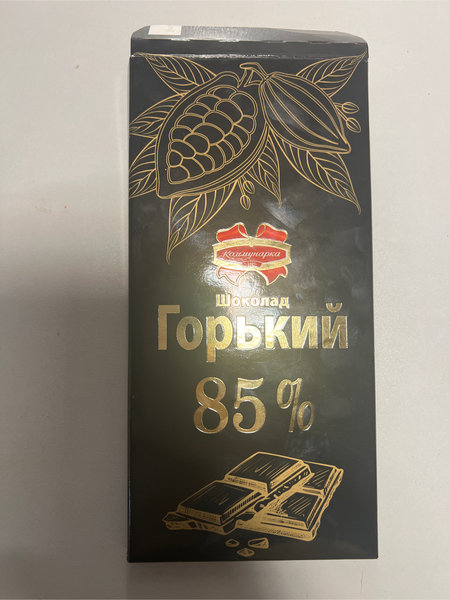 Коммунарка
Шоколад
Горький
85%